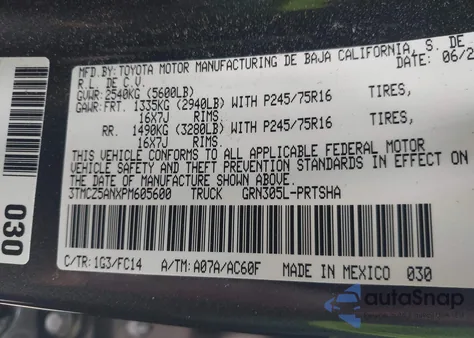 MFD.BY: TOYOTA MOTOR MANUFACTURING DE BAJA CALIFORNIA, S. DE
R.L. DE C.V. DATE: 06/2
GVWR: 2540KG (5600LB)
GAWR: FRT. 1335KG (2940LB) WITH P245/75R16 TIRES,
16X7J RIMS.
RR. 1490KG (3280LB) WITH P245/75R16 TIRES,
16X7J RIMS.
THIS VEHICLE CONFORMS TO ALL APPLICABLE FEDERAL MOTOR
VEHICLE SAFETY AND THEFT PREVENTION STANDARDS IN EFFECT ON
THE DATE OF MANUFACTURE SHOWN ABOVE.
3TMCZ5ANXPM605600 TRUCK GRN305L-PRTSHA
C/TR: 1G3/FC14 A/TM: A07A/AC60F MADE IN MEXICO 030
030
autoSnap